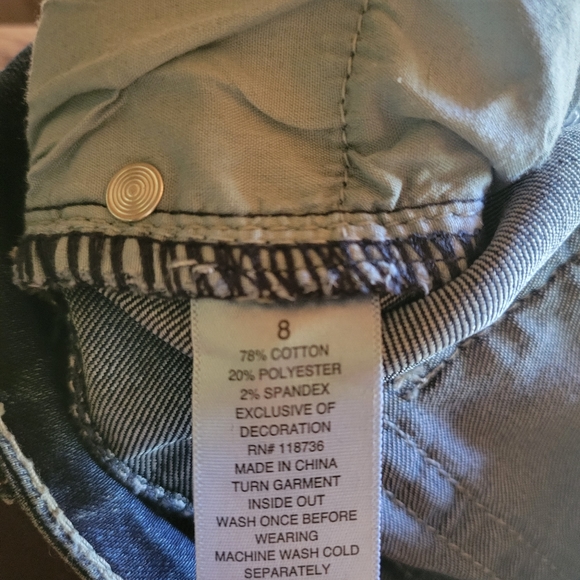 8
78% COTTON
20% POLYESTER
2% SPANDEX
EXCLUSIVE OF
DECORATION
RN# 118736
MADE IN CHINA
TURN GARMENT
INSIDE OUT
WASH ONCE BEFORE
WEARING
MACHINE WASH COLD
SEPARATELY